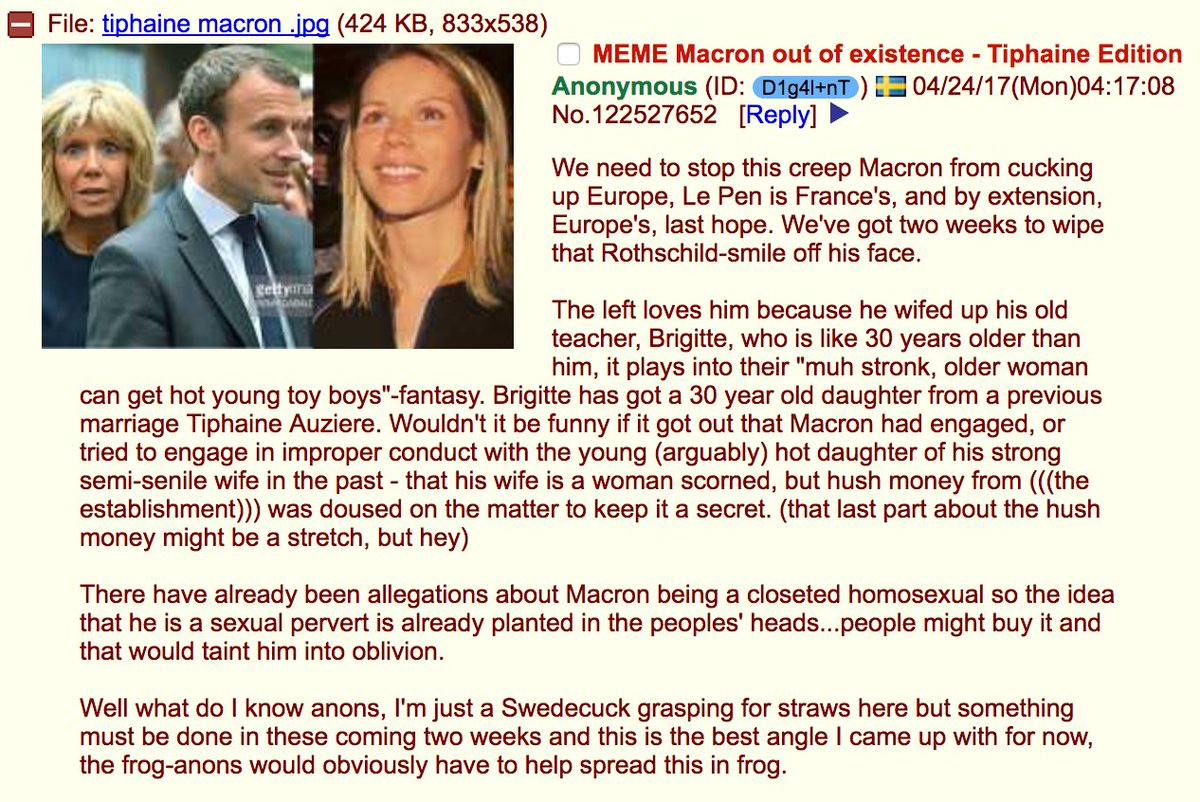 File: tiphaine macron .jpg (424 KB, 833x538)
MEME Macron out of existence - Tiphaine Edition
Anonymous (ID: D1g4l+nT) 04/24/17(Mon)04:17:08
No.122527652 [Reply] ▶
gettyima
We need to stop this creep Macron from cucking
up Europe, Le Pen is France's, and by extension,
Europe's, last hope. We've got two weeks to wipe
that Rothschild-smile off his face.
The left loves him because he wifed up his old
teacher, Brigitte, who is like 30 years older than
him, it plays into their "muh stronk, older woman
can get hot young toy boys"-fantasy. Brigitte has got a 30 year old daughter from a previous
marriage Tiphaine Auziere. Wouldn't it be funny if it got out that Macron had engaged, or
tried to engage in improper conduct with the young (arguably) hot daughter of his strong
semi-senile wife in the past - that his wife is a woman scorned, but hush money from (((the
establishment))) was doused on the matter to keep it a secret. (that last part about the hush
money might be a stretch, but hey)
There have already been allegations about Macron being a closeted homosexual so the idea
that he is a sexual pervert is already planted in the peoples' heads...people might buy it and
that would taint him into oblivion.
Well what do I know anons, I'm just a Swedecuck grasping for straws here but something
must be done in these coming two weeks and this is the best angle I came up with for now,
the frog-anons would obviously have to help spread this in frog.